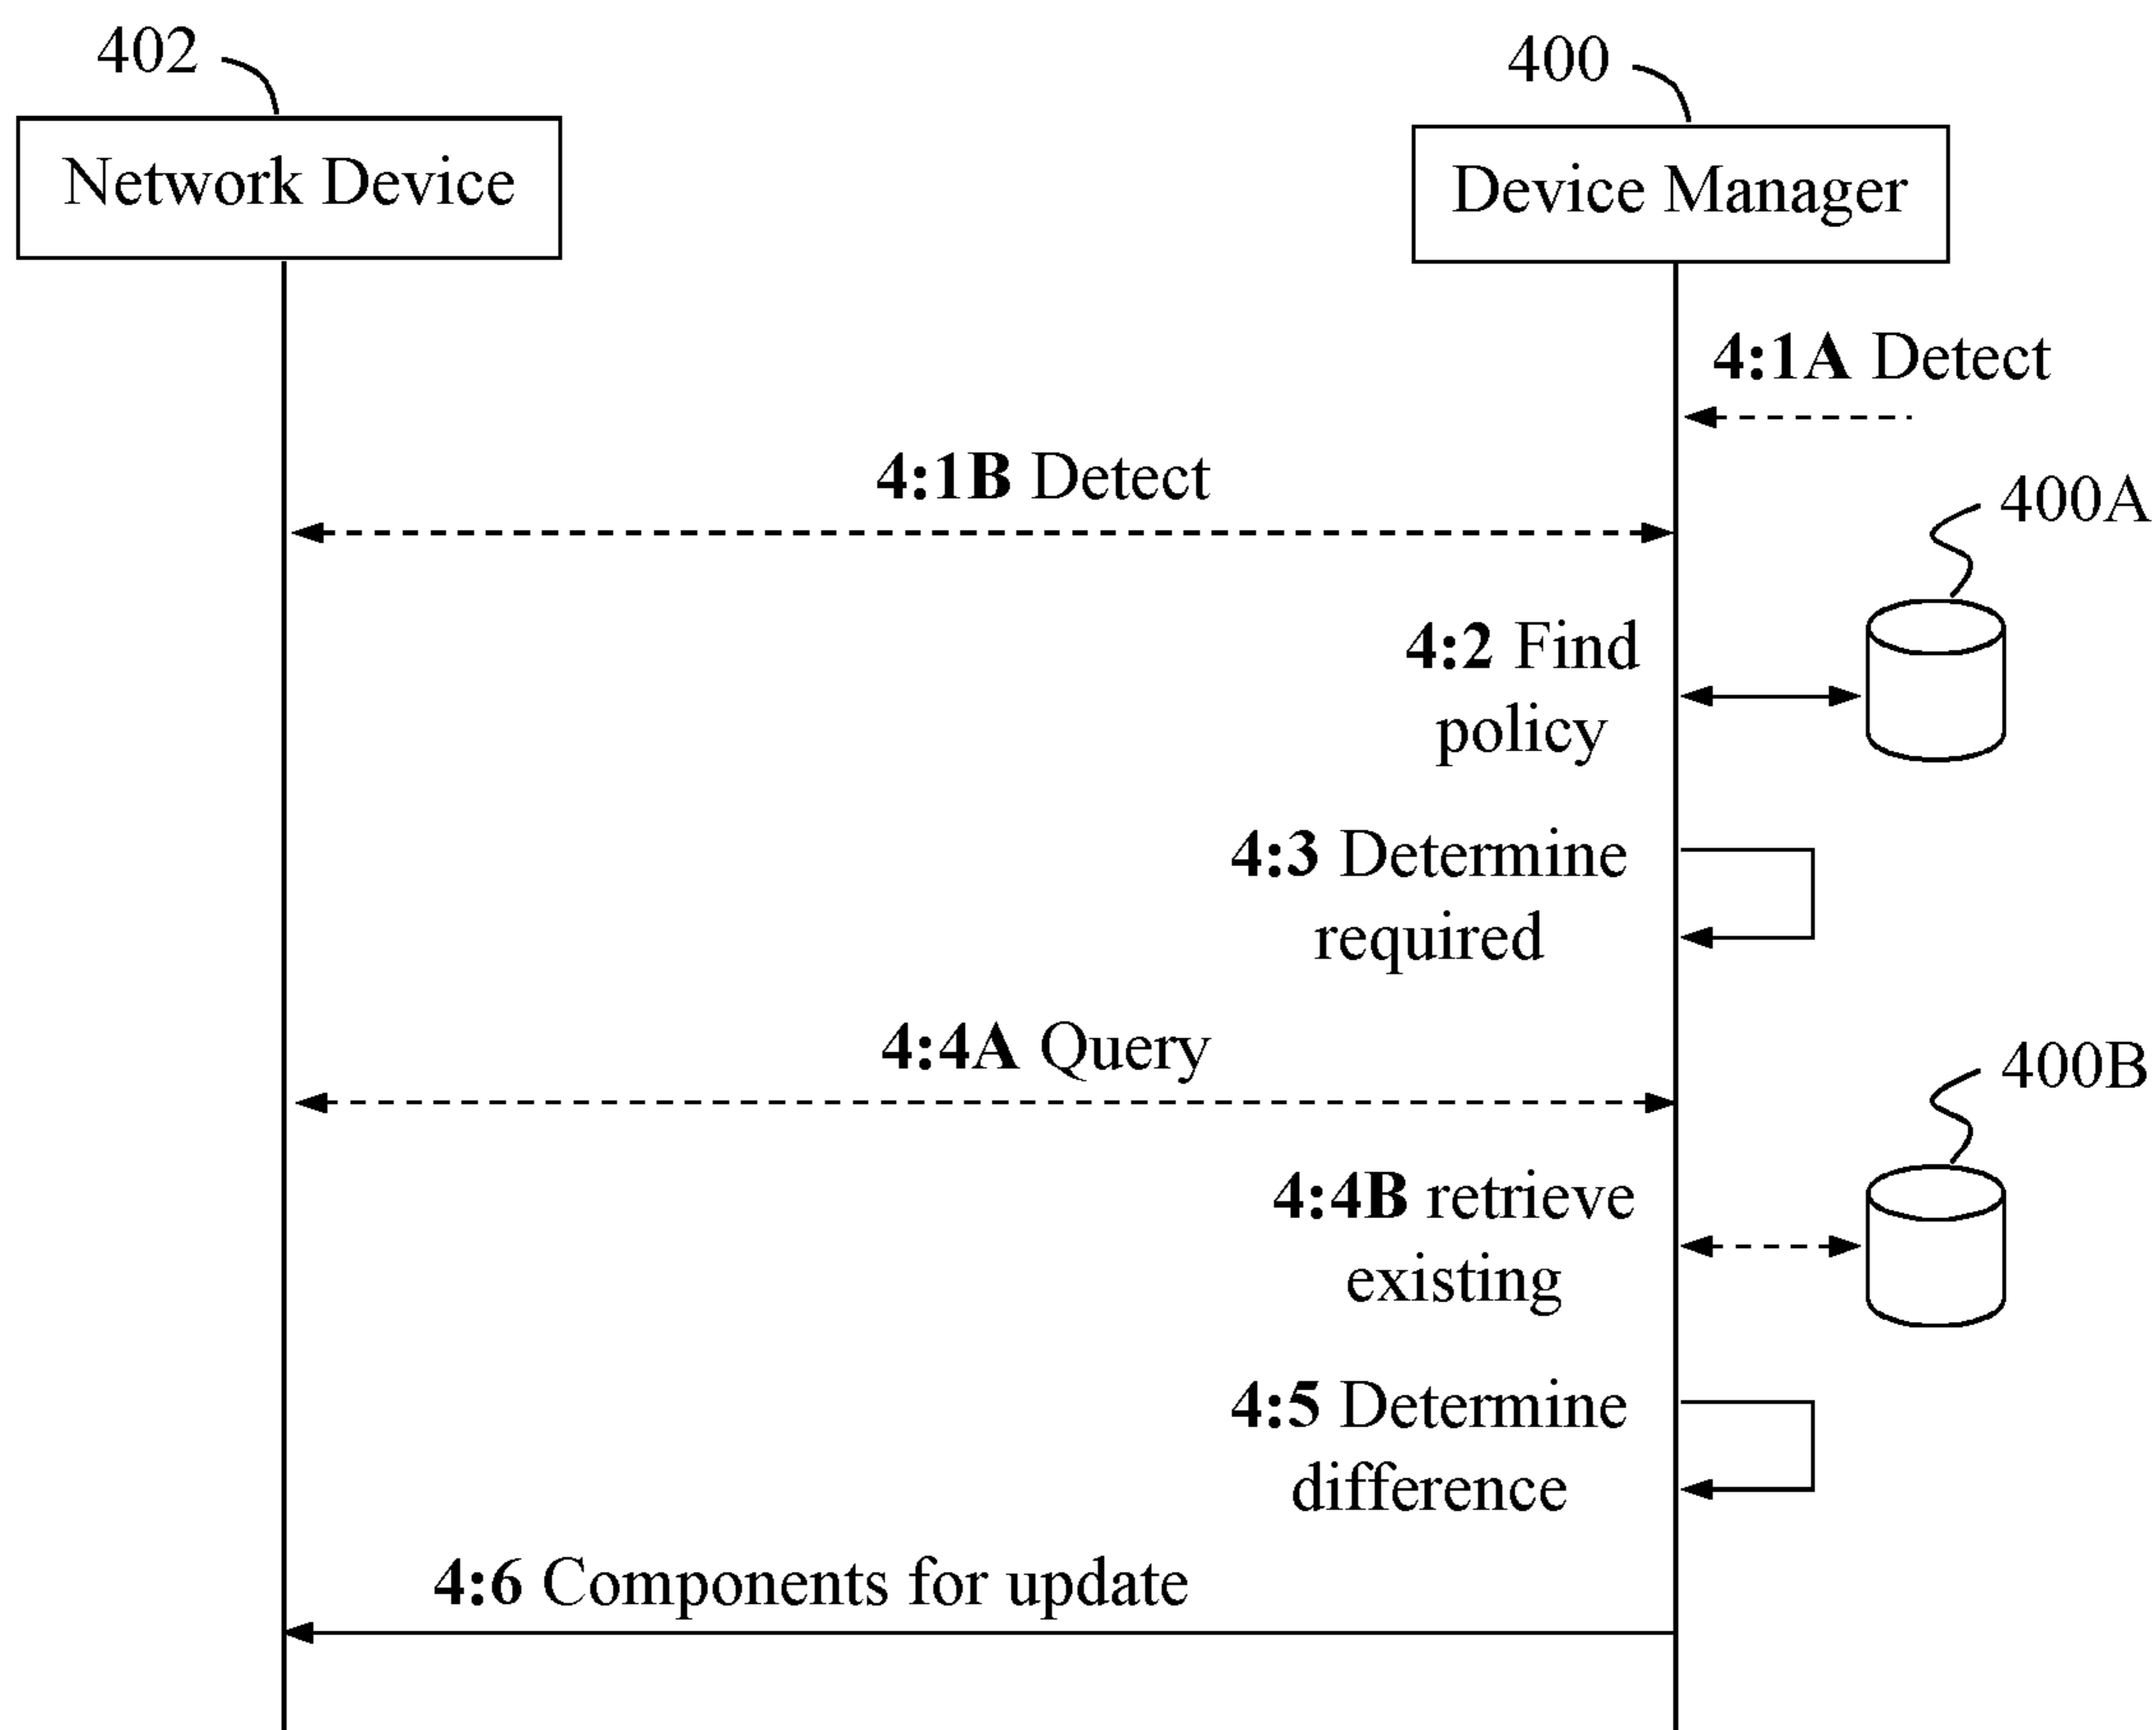 402
400
Network Device
Device Manager
4:1A Detect
4:1B Detect
400A
4:2 Find
policy
4:3 Determine
required
4:4A Query
400B
4:4B retrieve
existing
4:5 Determine
difference
4:6 Components for update